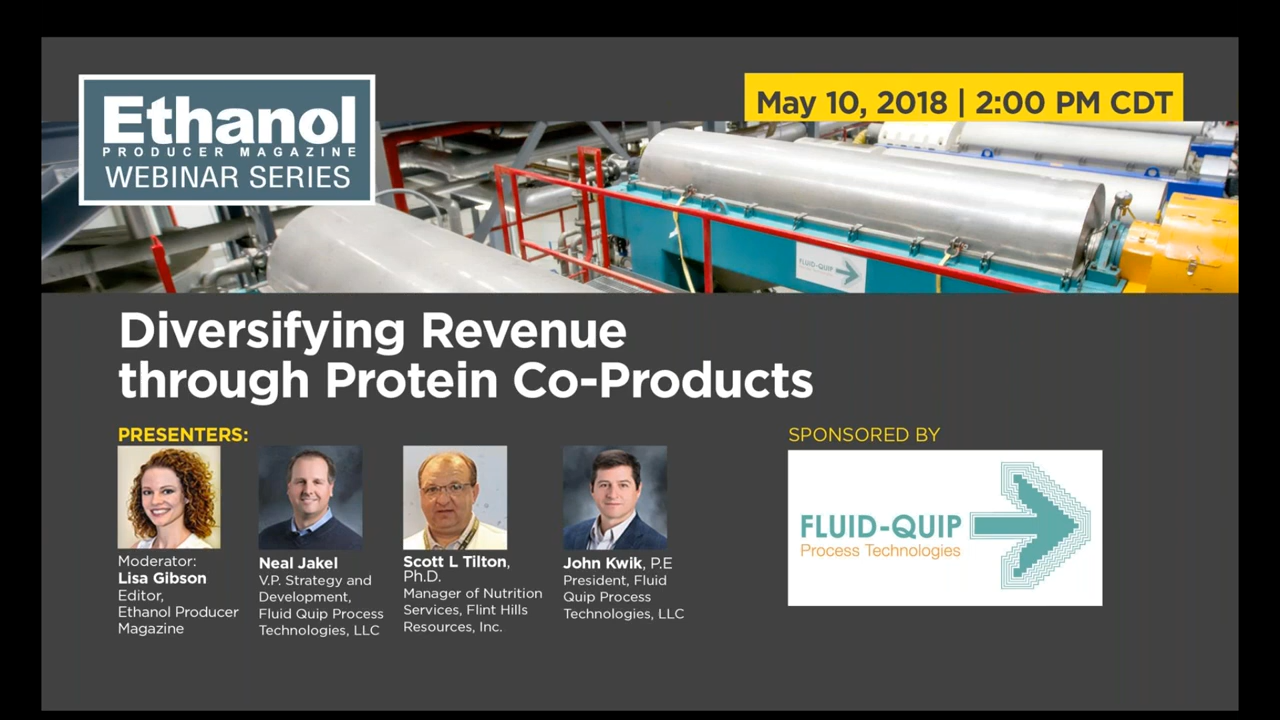 Ethanol
PRODUCER MAGAZINE
WEBINAR SERIES
May 10, 2018 | 2:00 PM CDT
FLUID-QUIP
Diversifying Revenue
through Protein Co-Products
PRESENTERS:
Moderator:
Lisa Gibson
Editor,
Ethanol Producer
Magazine
Neal Jakel
V.P. Strategy and
Development,
Fluid Quip Process
Technologies, LLC
Scott L Tilton,
Ph.D.
Manager of Nutrition
Services, Flint Hills
Resources, Inc.
John Kwik, P.E
President, Fluid
Quip Process
Technologies, LLC
SPONSORED BY
FLUID-QUIP
Process Technologies